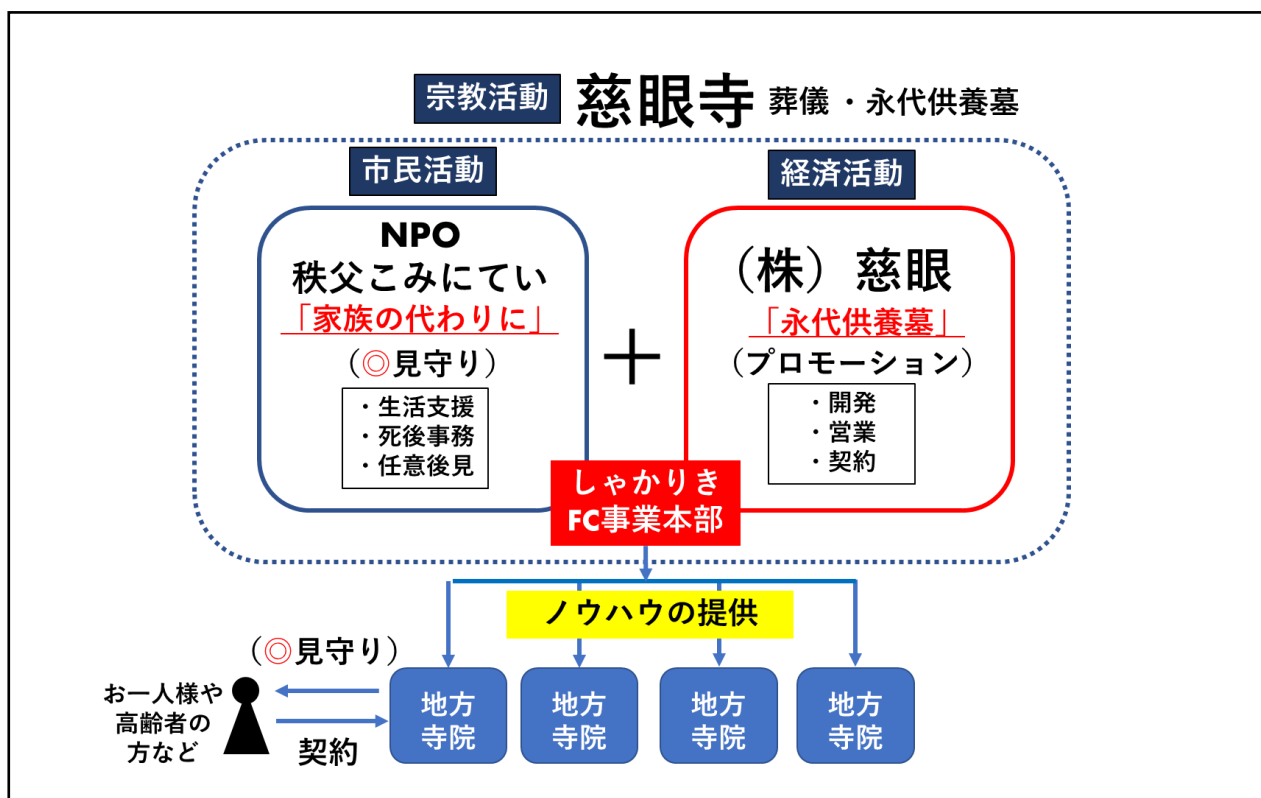 宗教活動 慈眼寺 葬儀・永代供養墓
市民活動
経済活動
NPO
秩父こみにてい
「家族の代わりに」
(◎見守り)
・生活支援
・死後事務
・任意後見
+
(株)慈眼
「永代供養墓」
(プロモーション)
・開発
・営業
・契約
しゃかりき
FC事業本部
ノウハウの提供
(◎見守り)
お一人様や
高齢者の
方など
契約
地方
寺院
地方
寺院
地方
寺院
地方
寺院